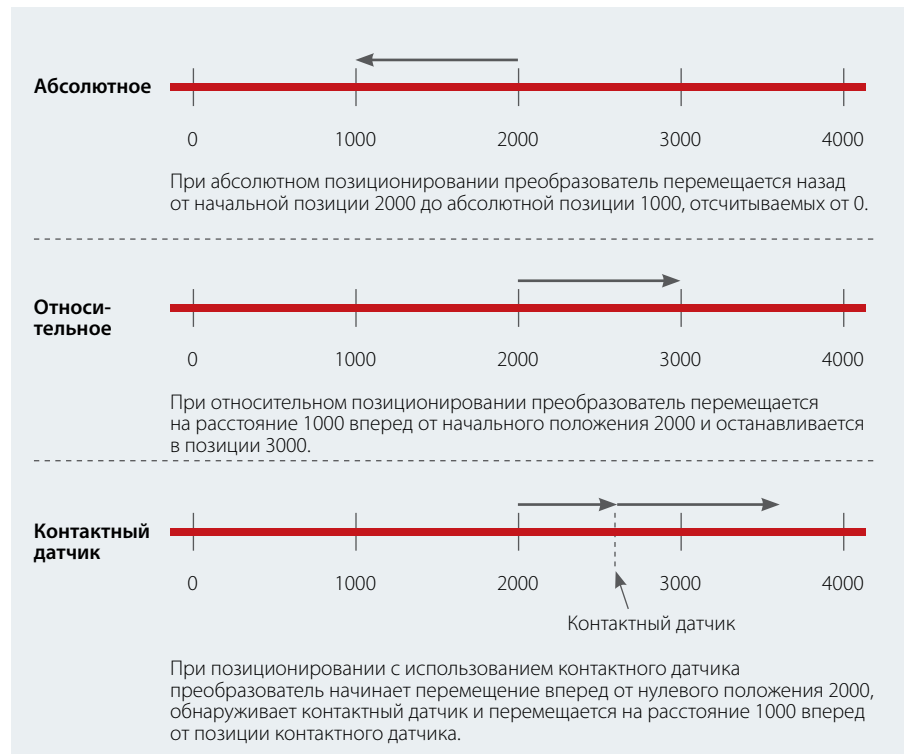 Абсолютное
0 1000 2000 3000 4000
При абсолютном позиционировании преобразователь перемещается назад
от начальной позиции 2000 до абсолютной позиции 1000, отсчитываемых от 0.
Относи-
тельное
0 1000 2000 3000 4000
При относительном позиционировании преобразователь перемещается
на расстояние 1000 вперед от начального положения 2000 и останавливается
в позиции 3000.
Контактный
датчик
0 1000 2000 3000 4000
Контактный датчик
При позиционировании с использованием контактного датчика
преобразователь начинает перемещение вперед от нулевого положения 2000,
обнаруживает контактный датчик и перемещается на расстояние 1000 вперед
от позиции контактного датчика.